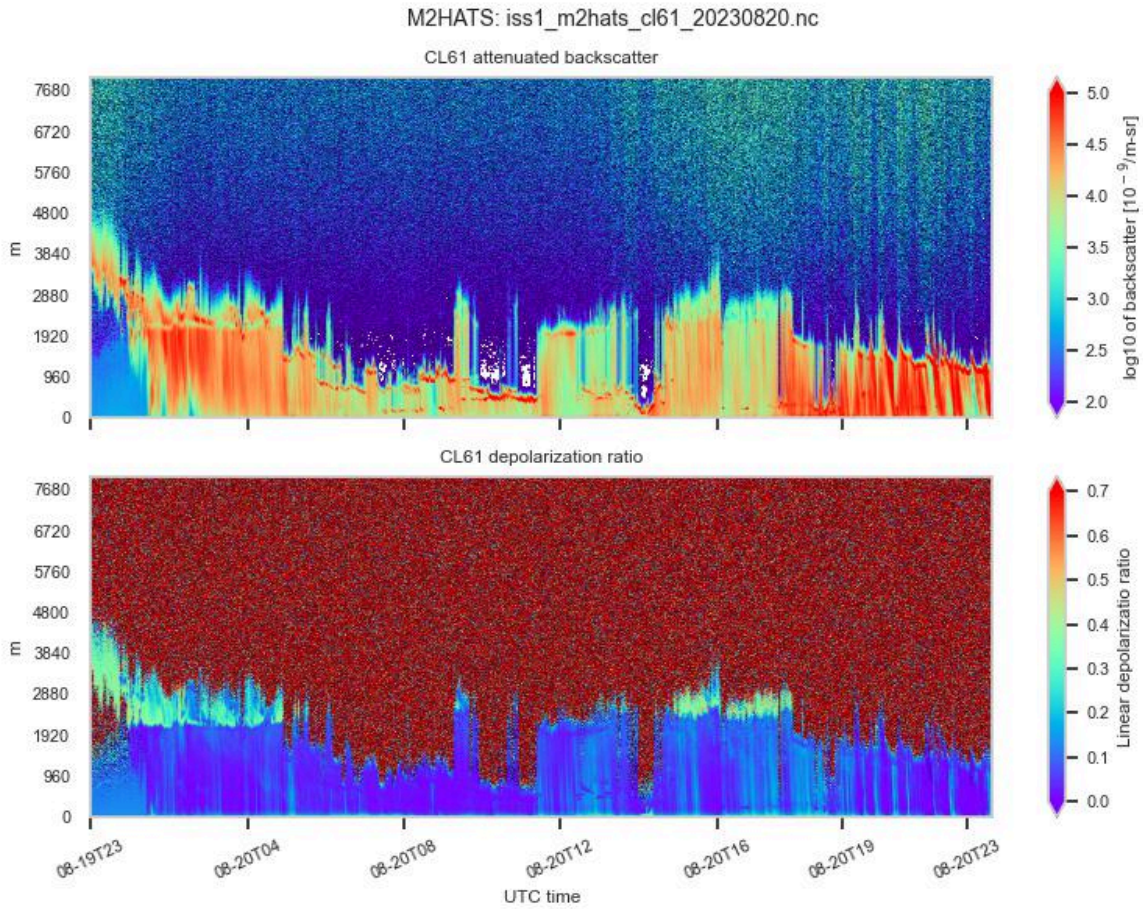 M2HATS: iss1_m2hats_cl61_20230820.nc
CL61 attenuated backscatter
7680
6720
5760
4800
3840
2880
1920
960
0
m
5.0
4.5
4.0
3.5
3.0
2.5
2.0
log10 of backscatter [10⁻⁹/m-sr]
CL61 depolarization ratio
7680
6720
5760
4800
3840
2880
1920
960
0
m
0.7
0.6
0.5
0.4
0.3
0.2
0.1
0.0
Linear depolarizatio ratio
08-19T23
08-20T04
08-20T08
08-20T12
08-20T16
08-20T19
08-20T23
UTC time